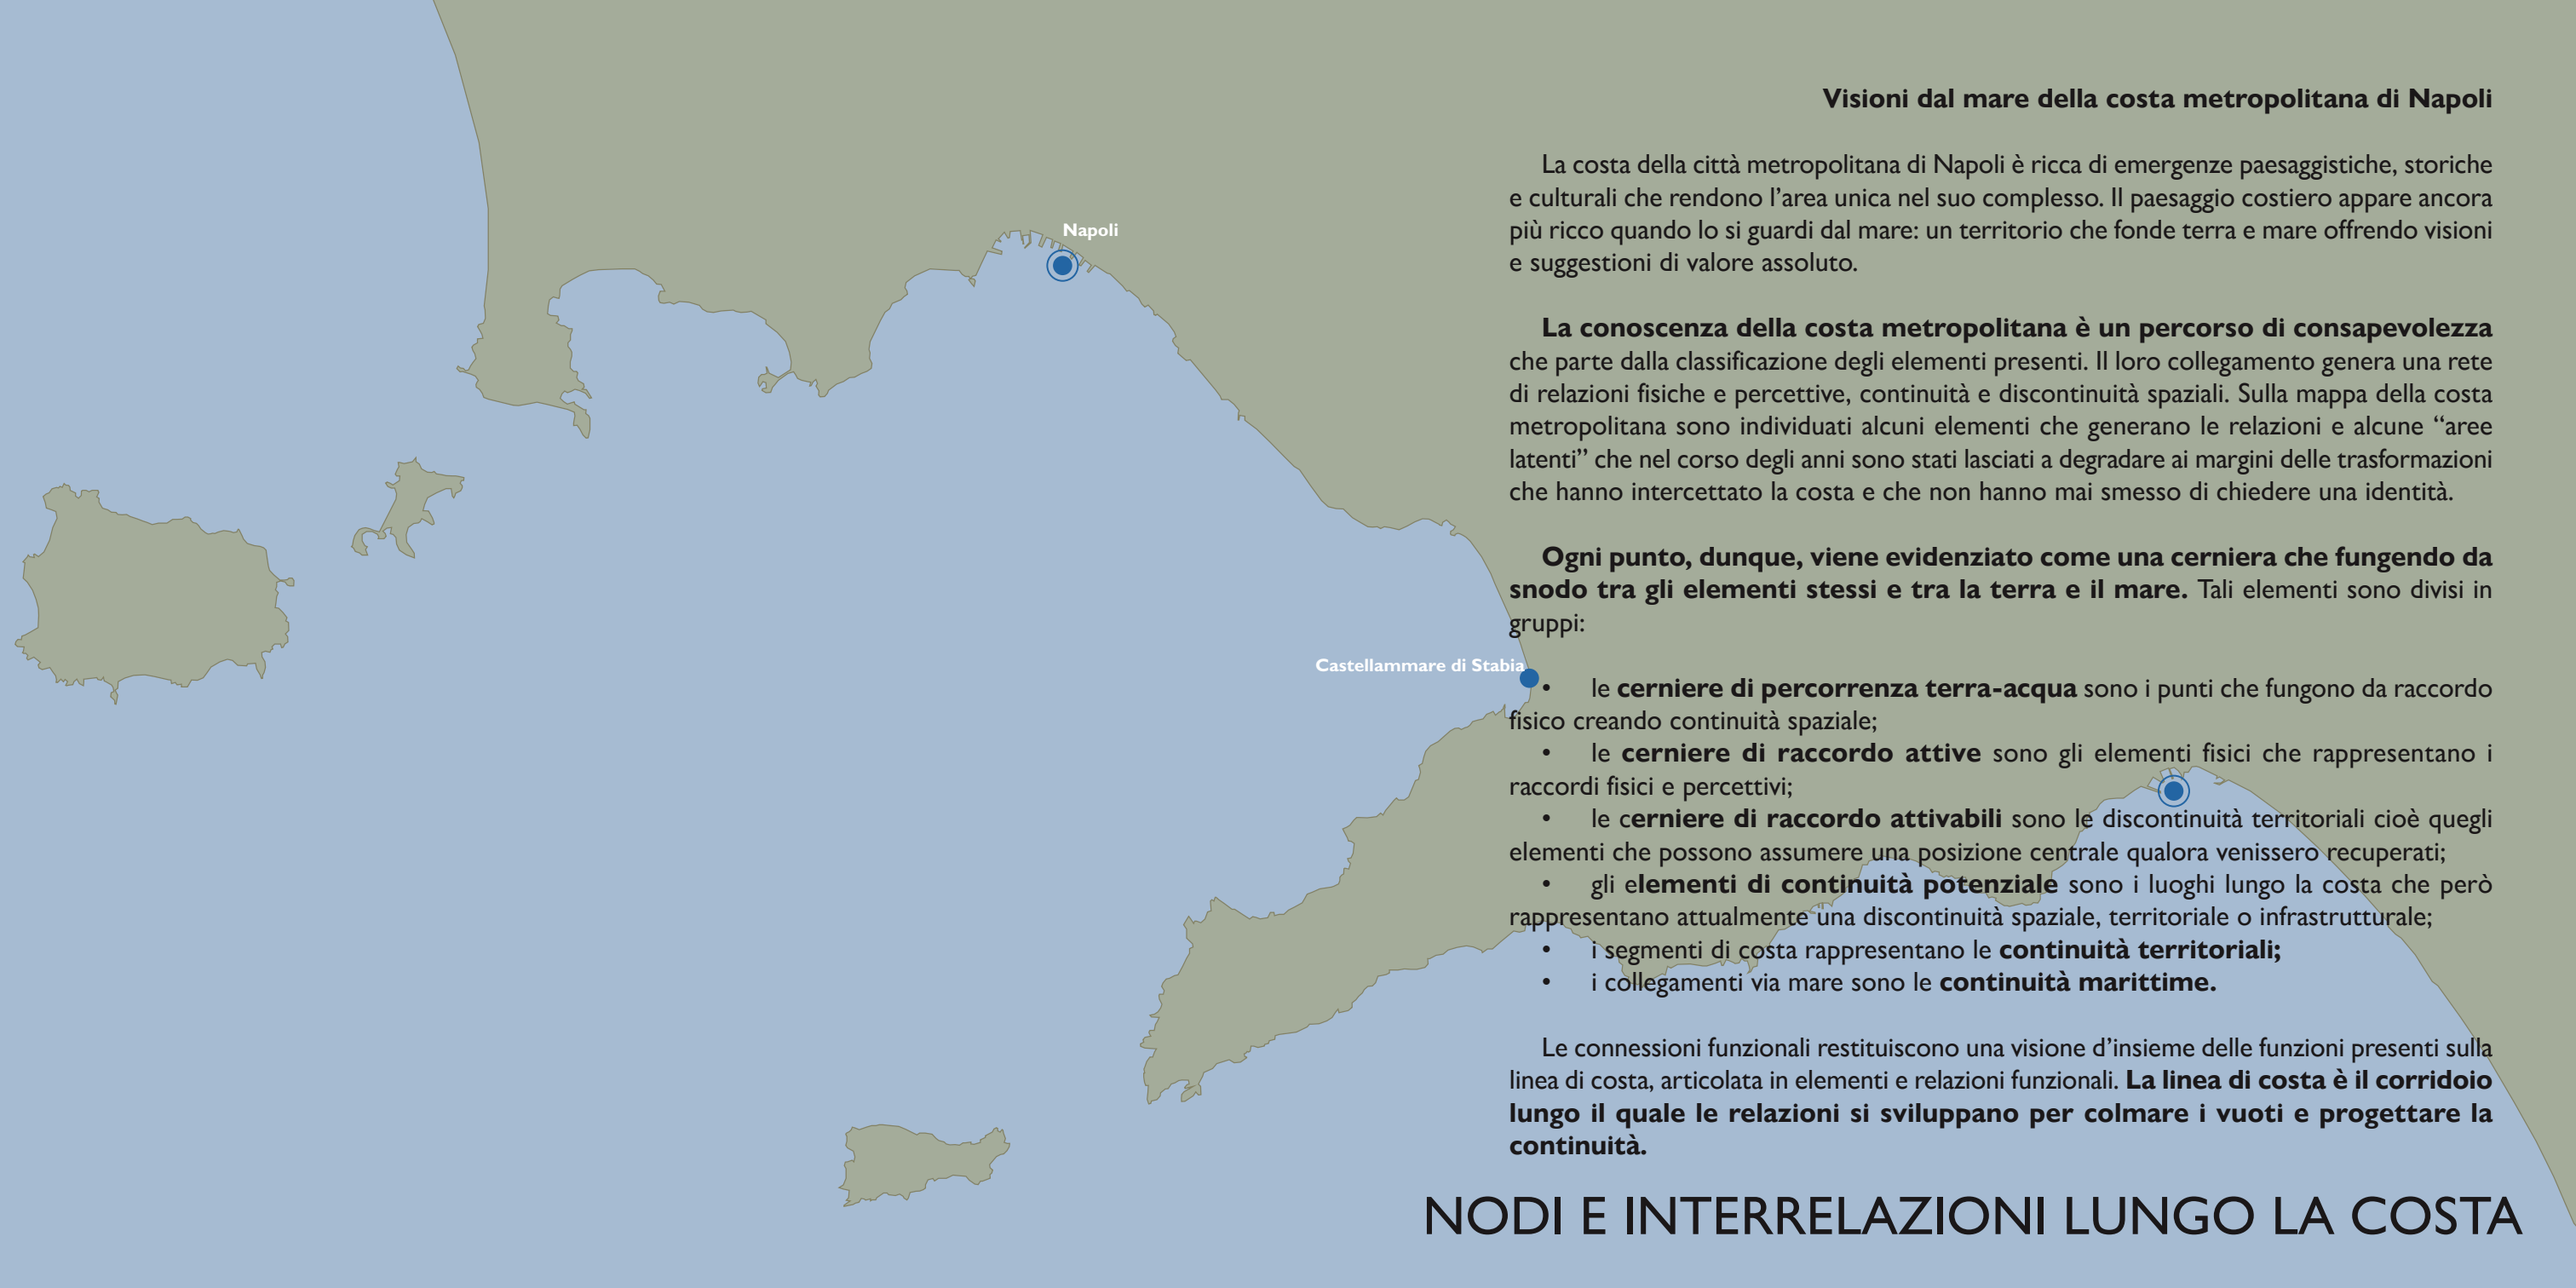 Visioni dal mare della costa metropolitana di Napoli
La costa della città metropolitana di Napoli è ricca di emergenze paesaggistiche, storiche
e culturali che rendono l’area unica nel suo complesso. Il paesaggio costiero appare ancora
più ricco quando lo si guardi dal mare: un territorio che fonde terra e mare offrendo visioni
e suggestioni di valore assoluto.
La conoscenza della costa metropolitana è un percorso di consapevolezza
che parte dalla classificazione degli elementi presenti. Il loro collegamento genera una rete
di relazioni fisiche e percettive, continuità e discontinuità spaziali. Sulla mappa della costa
metropolitana sono individuati alcuni elementi che generano le relazioni e alcune “aree
latenti” che nel corso degli anni sono stati lasciati a degradare ai margini delle trasformazioni
che hanno intercettato la costa e che non hanno mai smesso di chiedere una identità.
Ogni punto, dunque, viene evidenziato come una cerniera che fungendo da
snodo tra gli elementi stessi e tra la terra e il mare. Tali elementi sono divisi in
gruppi:
• le cerniere di percorrenza terra-acqua sono i punti che fungono da raccordo
fisico creando continuità spaziale;
• le cerniere di raccordo attive sono gli elementi fisici che rappresentano i
raccordi fisici e percettivi;
• le cerniere di raccordo attivabili sono le discontinuità territoriali cioè quegli
elementi che possono assumere una posizione centrale qualora venissero recuperati;
• gli elementi di continuità potenziale sono i luoghi lungo la costa che però
rappresentano attualmente una discontinuità spaziale, territoriale o infrastrutturale;
• i segmenti di costa rappresentano le continuità territoriali;
• i collegamenti via mare sono le continuità marittime.
Le connessioni funzionali restituiscono una visione d’insieme delle funzioni presenti sulla
linea di costa, articolata in elementi e relazioni funzionali. La linea di costa è il corridoio
lungo il quale le relazioni si sviluppano per colmare i vuoti e progettare la
continuità.
NODI E INTERRELAZIONI LUNGO LA COSTA
Napoli
Castellammare di Stabia